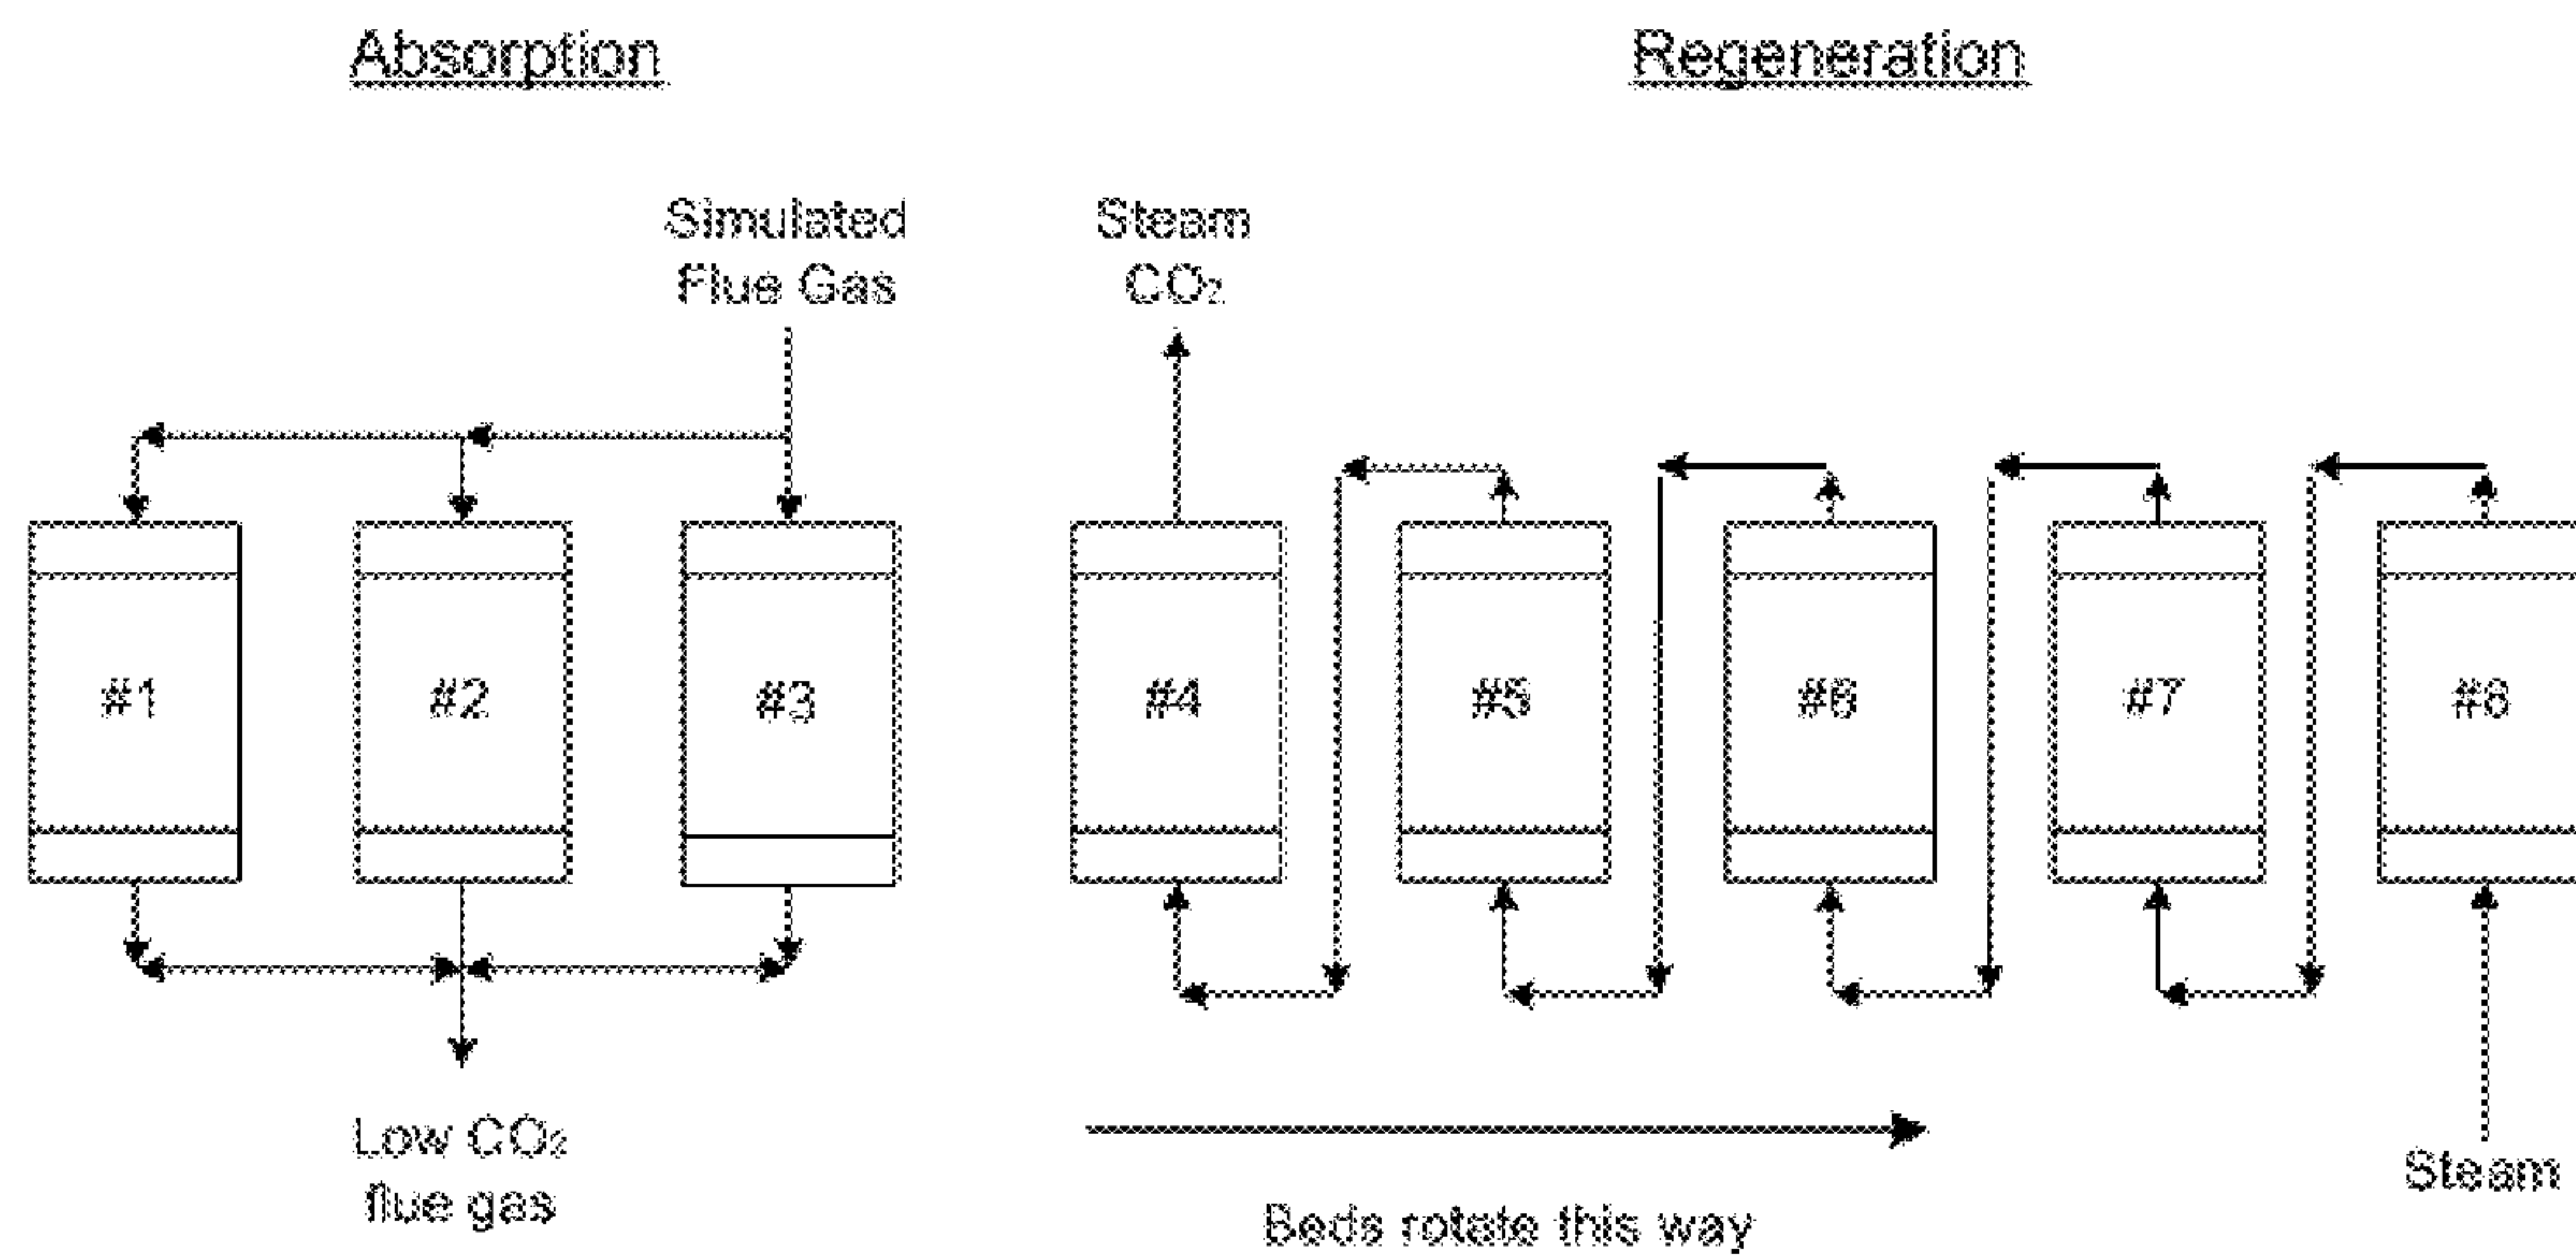 Absorption
Regeneration
Simulated
Flue Gas
Steam
CO₂
#1
#2
#3
#4
#5
#6
#7
#8
Low CO₂
flue gas
Beds rotate this way
Steam